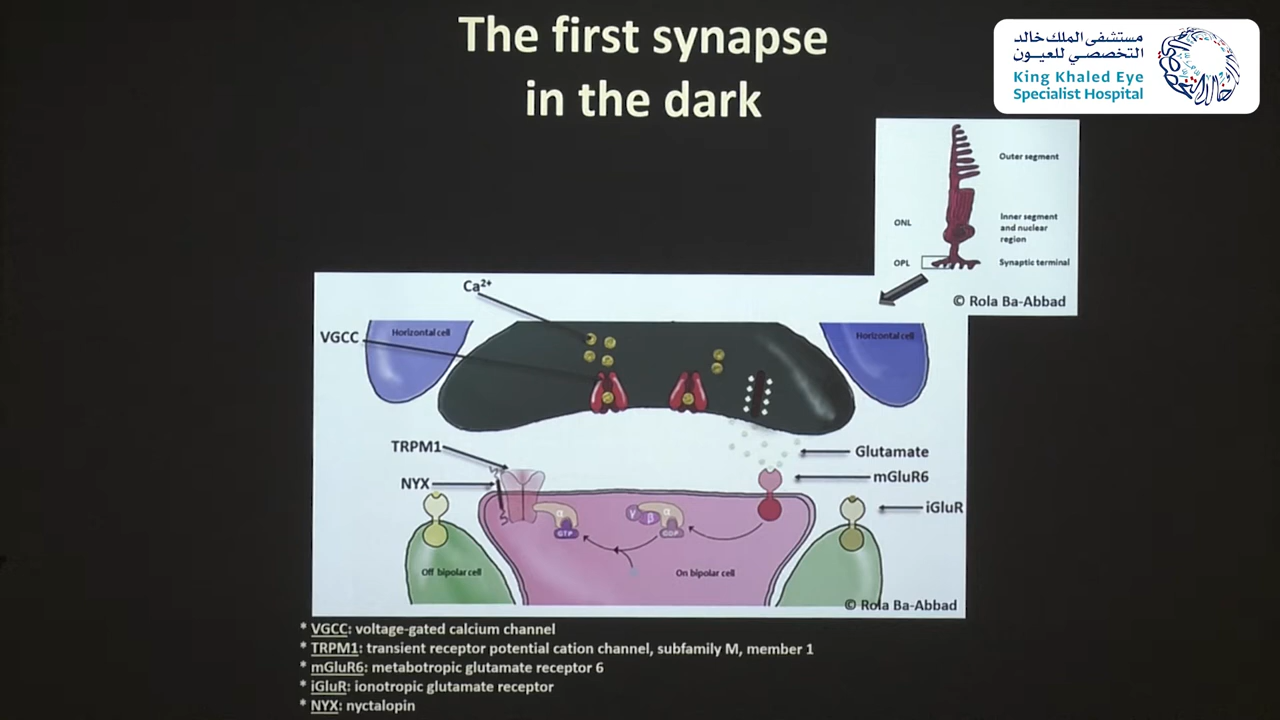 The first synapse
in the dark
مستشفى الملك خالد
التخصصي للعيون
King Khaled Eye
Specialist Hospital
Outer segment
ONL
Inner segment
and nuclear
region
OPL
Synaptic terminal
© Rola Ba-Abbad
Ca²⁺
VGCC
Horizontal cell
Horizontal cell
TRPM1
Glutamate
NYX
mGluR6
iGluR
α
GTP
γ
β
α
GDP
Off bipolar cell
On bipolar cell
© Rola Ba-Abbad
* VGCC: voltage-gated calcium channel
* TRPM1: transient receptor potential cation channel, subfamily M, member 1
* mGluR6: metabotropic glutamate receptor 6
* iGluR: ionotropic glutamate receptor
* NYX: nyctalopin